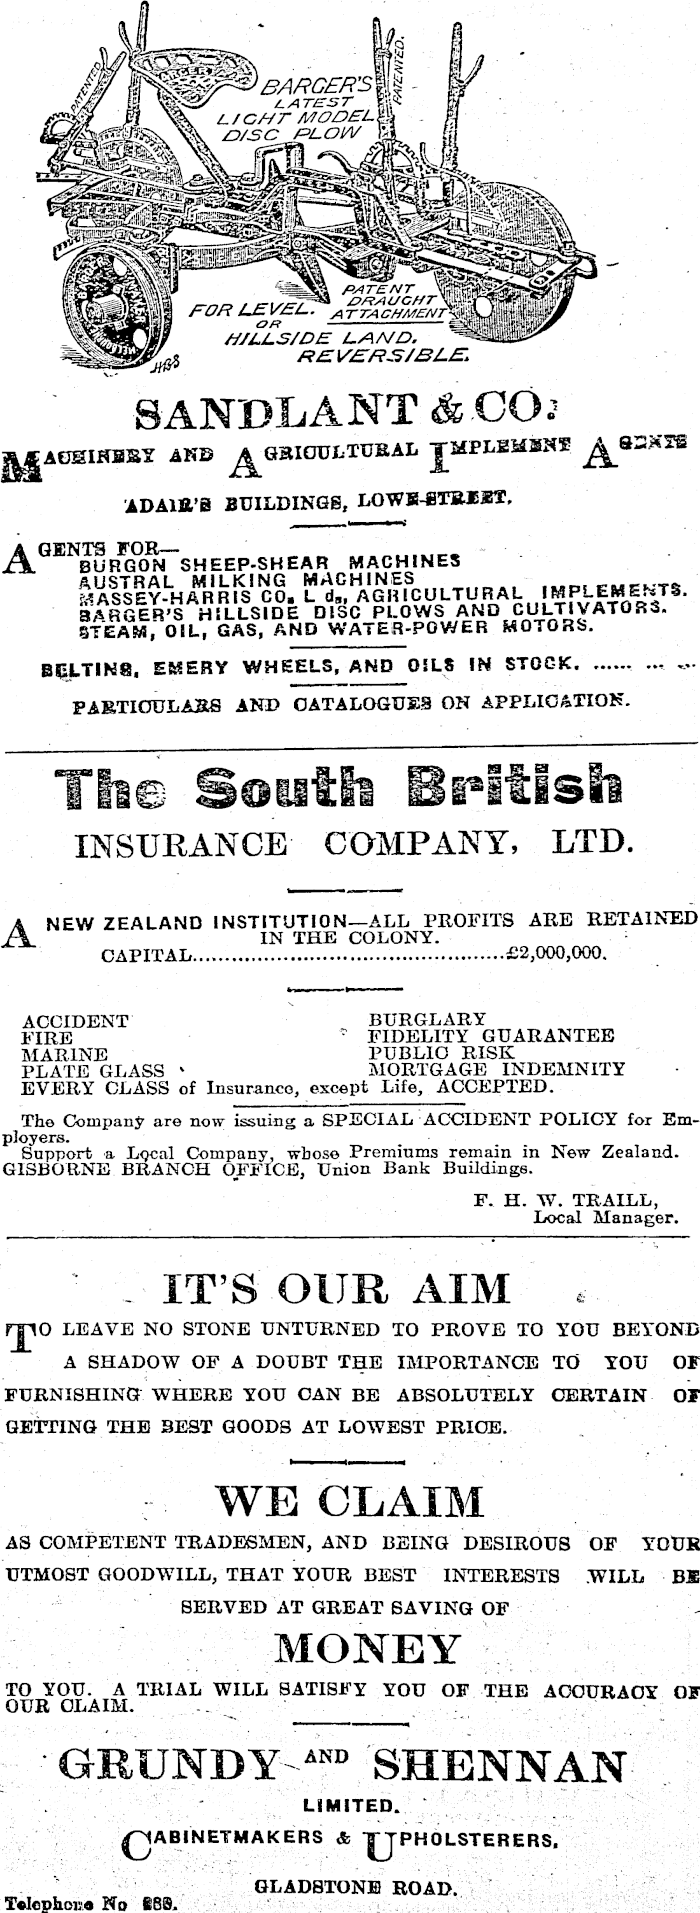 PATENTED.
BARGER'S
LATEST
LIGHT MODEL
DISC PLOW
PATENTED.
PATENT
DRAUGHT
ATTACHMENT
FOR LEVEL.
OR
HILLSIDE LAND.
REVERSIBLE.
SANDLANT & CO.
MACHINERY AND AGRICULTURAL IMPLEMENT AGENTS
ADAIR'S BUILDINGS, LOWE-STREET.
AGENTS FOR—
BURGON SHEEP-SHEAR MACHINES
AUSTRAL MILKING MACHINES
MASSEY-HARRIS CO. L d., AGRICULTURAL IMPLEMENTS.
BARGER'S HILLSIDE DISC PLOWS AND CULTIVATORS.
STEAM, OIL, GAS, AND WATER-POWER MOTORS.
BELTING, EMERY WHEELS, AND OILS IN STOCK. ...... ... ...
PARTICULARS AND CATALOGUES ON APPLICATION.
The South British
INSURANCE COMPANY, LTD.
A NEW ZEALAND INSTITUTION—ALL PROFITS ARE RETAINED
IN THE COLONY.
CAPITAL...............................................£2,000,000.
ACCIDENT BURGLARY
FIRE FIDELITY GUARANTEE
MARINE PUBLIC RISK
PLATE GLASS MORTGAGE INDEMNITY
EVERY CLASS of Insurance, except Life, ACCEPTED.
The Company are now issuing a SPECIAL ACCIDENT POLICY for Em-
ployers.
Support a Local Company, whose Premiums remain in New Zealand.
GISBORNE BRANCH OFFICE, Union Bank Buildings.
F. H. W. TRAILL,
Local Manager.
IT'S OUR AIM
TO LEAVE NO STONE UNTURNED TO PROVE TO YOU BEYOND
A SHADOW OF A DOUBT THE IMPORTANCE TO YOU OF
FURNISHING WHERE YOU CAN BE ABSOLUTELY CERTAIN OF
GETTING THE BEST GOODS AT LOWEST PRICE.
WE CLAIM
AS COMPETENT TRADESMEN, AND BEING DESIROUS OF YOUR
UTMOST GOODWILL, THAT YOUR BEST INTERESTS WILL BE
SERVED AT GREAT SAVING OF
MONEY
TO YOU. A TRIAL WILL SATISFY YOU OF THE ACCURACY OF
OUR CLAIM.
GRUNDY AND SHENNAN
LIMITED.
CABINETMAKERS & UPHOLSTERERS,
GLADSTONE ROAD.
Telephone No